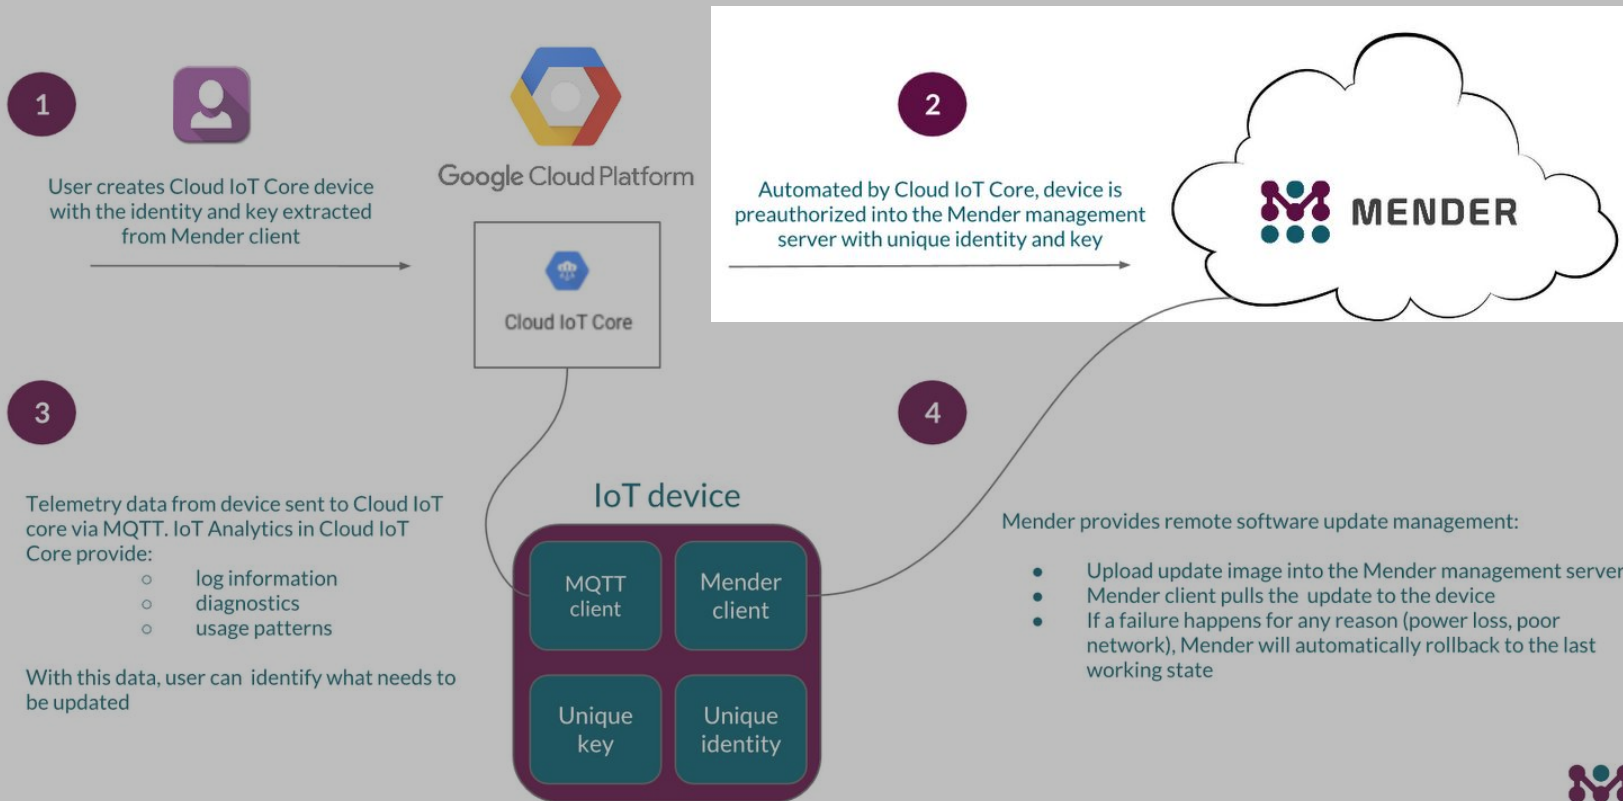 1
User creates Cloud IoT Core device
with the identity and key extracted
from Mender client
Google Cloud Platform
Cloud IoT Core
2
Automated by Cloud IoT Core, device is
preauthorized into the Mender management
server with unique identity and key
MENDER
3
Telemetry data from device sent to Cloud IoT
core via MQTT. IoT Analytics in Cloud IoT
Core provide:
○ log information
○ diagnostics
○ usage patterns
With this data, user can identify what needs to
be updated
IoT device
MQTT
client
Mender
client
Unique
key
Unique
identity
4
Mender provides remote software update management:
● Upload update image into the Mender management server
● Mender client pulls the update to the device
● If a failure happens for any reason (power loss, poor
network), Mender will automatically rollback to the last
working state